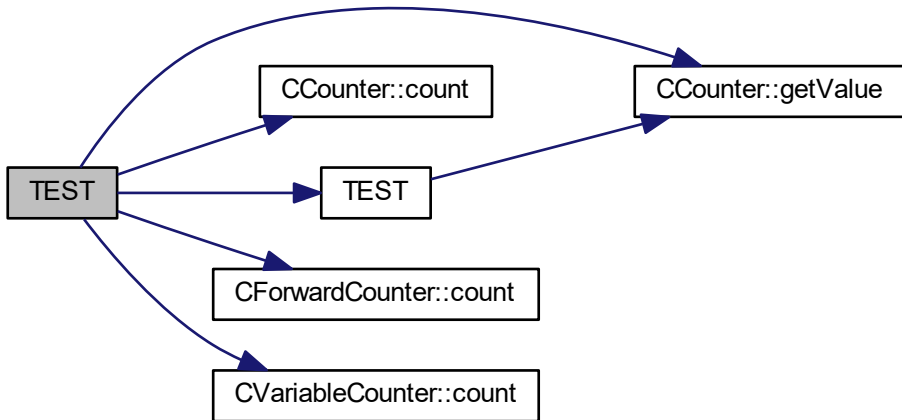 CCounter::count
CCounter::getValue
TEST
TEST
CForwardCounter::count
CVariableCounter::count